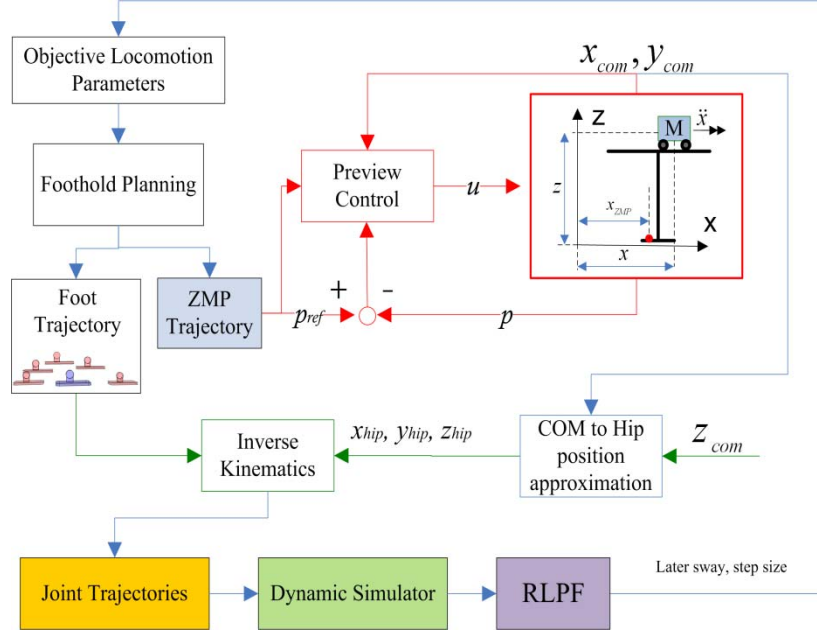 Objective Locomotion
Parameters
Foothold Planning
Foot
Trajectory
ZMP
Trajectory
p_ref
+
-
Preview
Control
u
x_com, y_com
z
M
ẍ
z
x_ZMP
x
x
p
Inverse
Kinematics
x_hip, y_hip, z_hip
COM to Hip
position
approximation
z_com
Joint Trajectories
Dynamic Simulator
RLPF
Later sway, step size